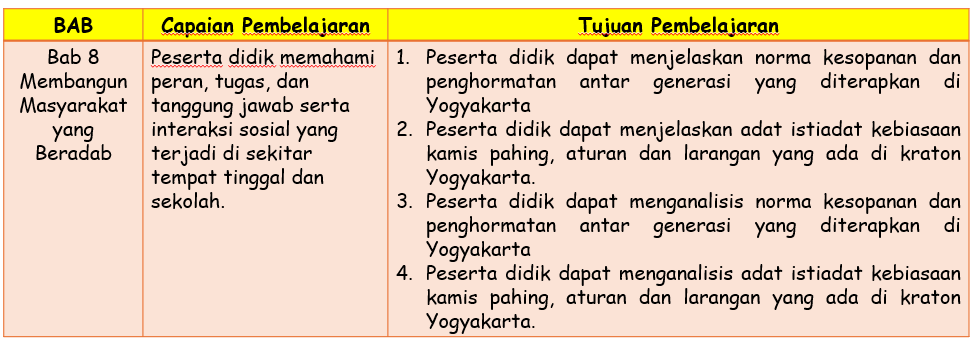 BAB
Capaian Pembelajaran
Tujuan Pembelajaran
Bab 8
Membangun
Masyarakat
yang
Beradab
Peserta didik memahami
peran, tugas, dan
tanggung jawab serta
interaksi sosial yang
terjadi di sekitar
tempat tinggal dan
sekolah.
1. Peserta didik dapat menjelaskan norma kesopanan dan
penghormatan antar generasi yang diterapkan di
Yogyakarta
2. Peserta didik dapat menjelaskan adat istiadat kebiasaan
kamis pahing, aturan dan larangan yang ada di kraton
Yogyakarta.
3. Peserta didik dapat menganalisis norma kesopanan dan
penghormatan antar generasi yang diterapkan di
Yogyakarta
4. Peserta didik dapat menganalisis adat istiadat kebiasaan
kamis pahing, aturan dan larangan yang ada di kraton
Yogyakarta.